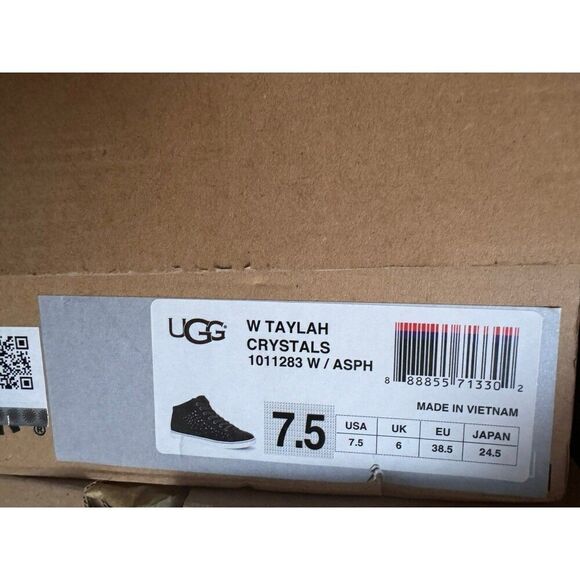 UGG®
W TAYLAH
CRYSTALS
1011283 W / ASPH
8 88855 71330 2
MADE IN VIETNAM
7.5
USA UK EU JAPAN
7.5 6 38.5 24.5
®